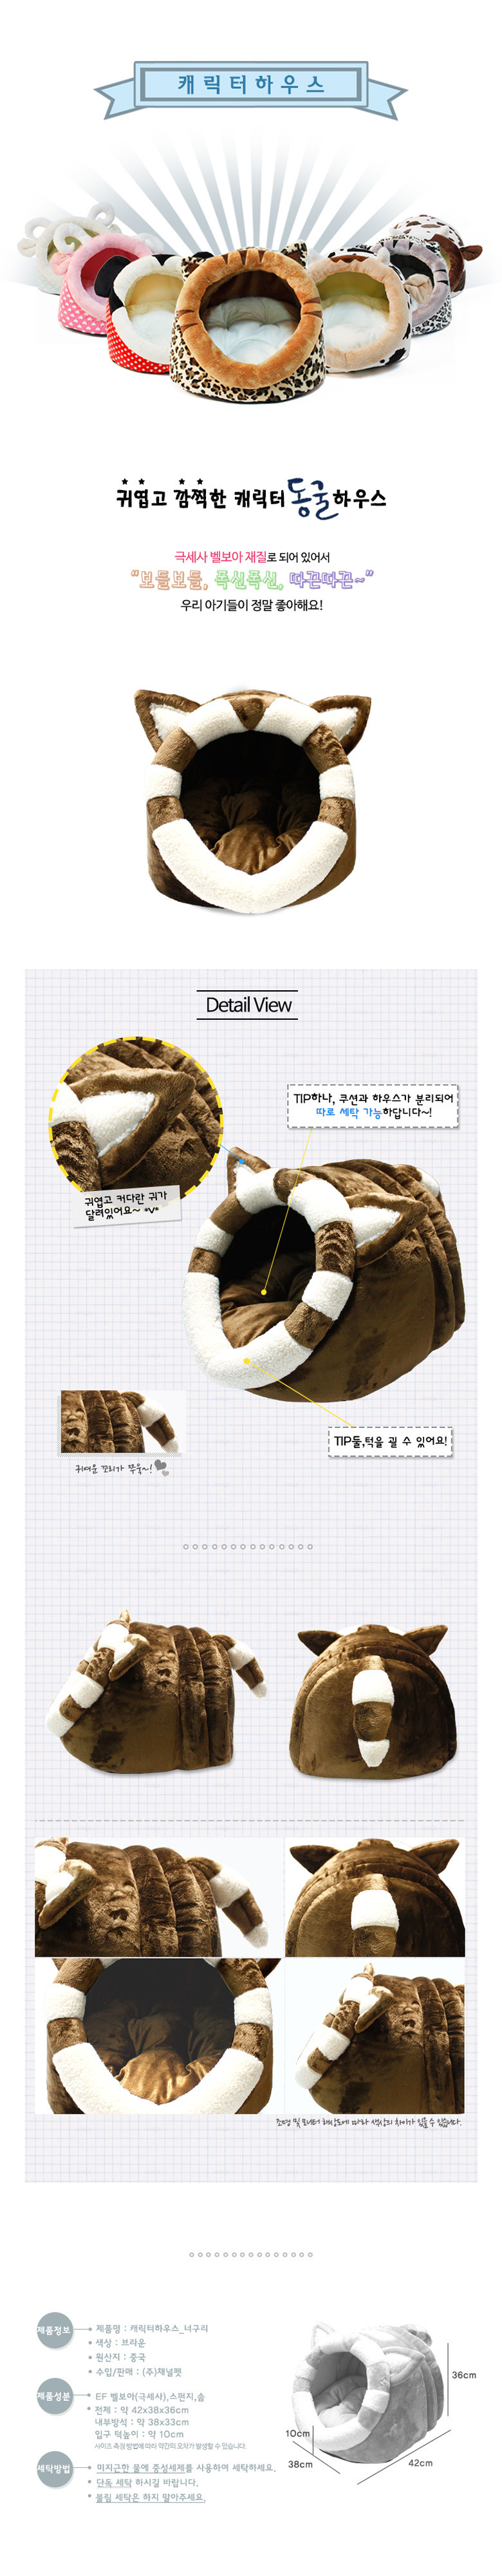 캐릭터하우스
귀엽고 깜찍한 캐릭터동굴하우스
극세사 벨보아 재질로 되어 있어서
"보들보들, 폭신폭신, 따끈따끈~"
우리 아기들이 정말 좋아해요!
Detail View
TIP하나, 쿠션과 하우스가 분리되어
따로 세탁 가능하답니다~!
귀엽고 커다란 귀가
달려있어요~ ^v^
TIP둘,턱을 괼 수 있어요!
귀여운 꼬리가 쭈욱~!
조명 및 모니터 해상도에 따라 색상의 차이가 있을 수 있습니다.
제품정보
• 제품명 : 캐릭터하우스_너구리
• 색상 : 브라운
• 원산지 : 중국
• 수입/판매 : (주)채널펫
제품성분
• EF 벨보아(극세사),스펀지,솜
• 전체 : 약 42x38x36cm
내부방석 : 약 38x33cm
입구 턱높이 : 약 10cm
사이즈 측정 방법에 따라 약간의 오차가 발생할 수 있습니다.
세탁방법
• 미지근한 물에 중성세제를 사용하여 세탁하세요.
• 단독 세탁 하시길 바랍니다.
• 물림 세탁은 하지 말아주세요.
36cm
10cm
38cm
42cm